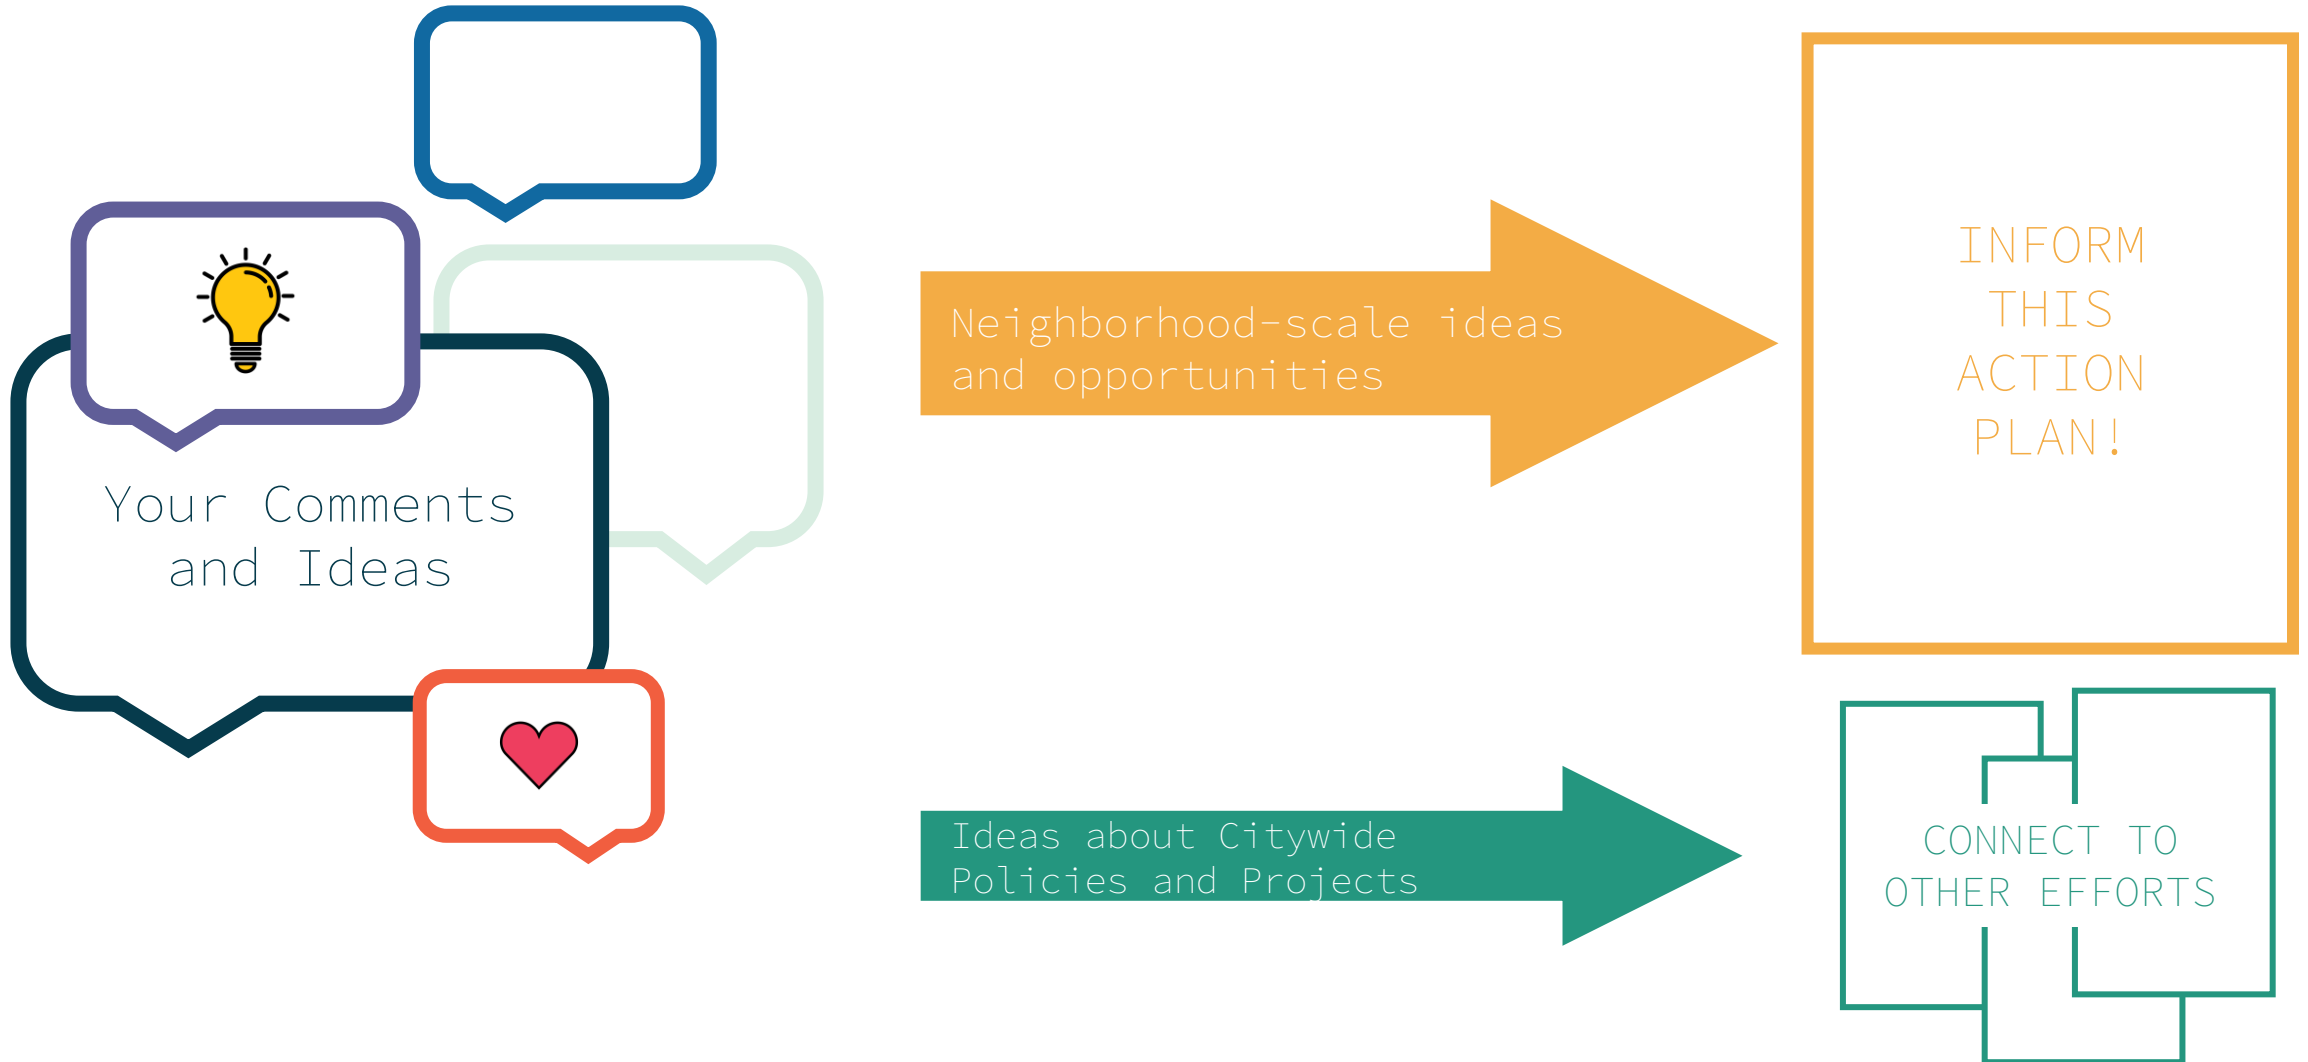 Your Comments
and Ideas
Neighborhood-scale ideas
and opportunities
INFORM
THIS
ACTION
PLAN!
Ideas about Citywide
Policies and Projects
CONNECT TO
OTHER EFFORTS